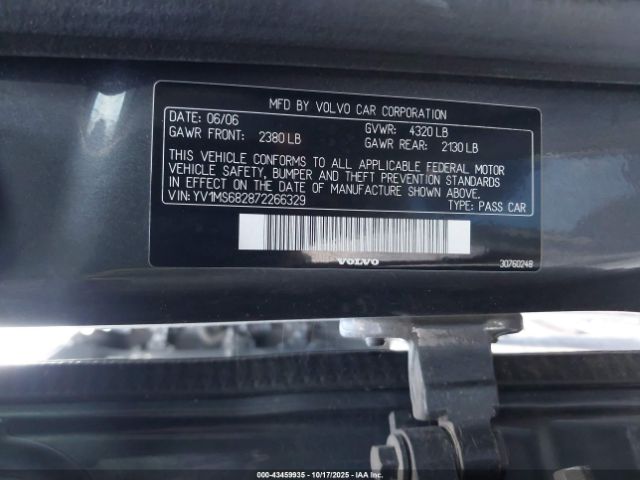 MFD BY VOLVO CAR CORPORATION
DATE: 06/06 GVWR: 4320 LB
GAWR FRONT: 2380 LB GAWR REAR: 2130 LB
THIS VEHICLE CONFORMS TO ALL APPLICABLE FEDERAL MOTOR
VEHICLE SAFETY, BUMPER AND THEFT PREVENTION STANDARDS
IN EFFECT ON THE DATE OF MANUFACTURE SHOWN ABOVE.
VIN: YV1MS682872266329 TYPE: PASS CAR
VOLVO 30760248
000-43459935 - 10/17/2025 - IAAI.COM